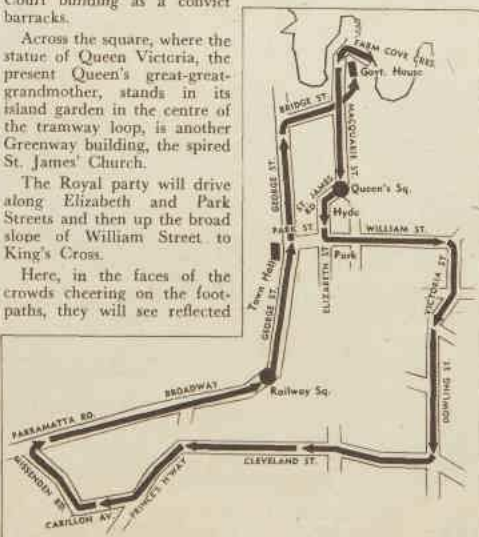 Court building as a convict
barracks.
Across the square, where the
statue of Queen Victoria, the
present Queen's great-great-
grandmother, stands in its
island garden in the centre of
the tramway loop, is another
Greenway building, the spired
St. James' Church.
The Royal party will drive
along Elizabeth and Park
Streets and then up the broad
slope of William Street to
King's Cross.
Here, in the faces of the
crowds cheering on the foot-
paths, they will see reflected
FARM COVE CRES.
Govt. House
BRIDGE ST.
MACQUARIE ST.
GEORGE ST.
ST. JAMES RD.
Queen's Sq.
Hyde
PARK ST.
WILLIAM ST.
Park
ELIZABETH ST.
Town Hall
GEORGE ST.
VICTORIA ST.
DOWLING ST.
Railway Sq.
BROADWAY
PARRAMATTA RD.
MISSENDEN RD.
CARILLON AV.
PRINCE'S H'WAY
CLEVELAND ST.